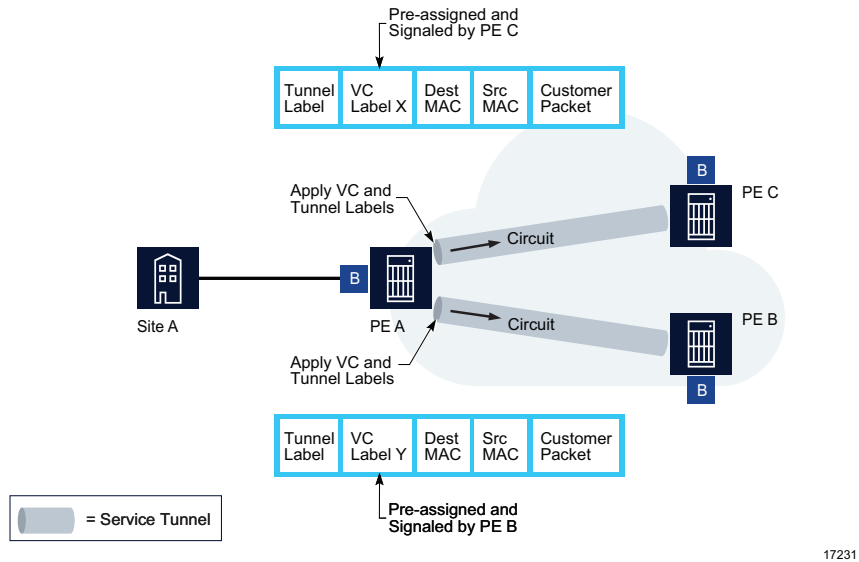 Pre-assigned and
Signaled by PE C
Tunnel Label
VC Label X
Dest MAC
Src MAC
Customer Packet
B
PE C
Apply VC and
Tunnel Labels
Circuit
B
Site A
PE A
Circuit
PE B
B
Apply VC and
Tunnel Labels
Tunnel Label
VC Label Y
Dest MAC
Src MAC
Customer Packet
Pre-assigned and
Signaled by PE B
= Service Tunnel
17231